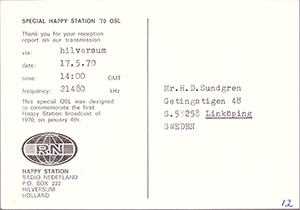 SPECIAL HAPPY STATION '70 QSL
Thank you for your reception
report on our transmission
via: hilversum
date: 17.5.70
time: 14:00 GMT
frequency: 21480 kHz
This special QSL was designed
to commemorate the first
Happy Station broadcast of
1970, on january 4th.
RN
HAPPY STATION
RADIO NEDERLAND
P.O. BOX 222
HILVERSUM
HOLLAND
Mr.H.D.Sundgren
Getingstigen 48
S.58258 Linköping
SWEDEN
12